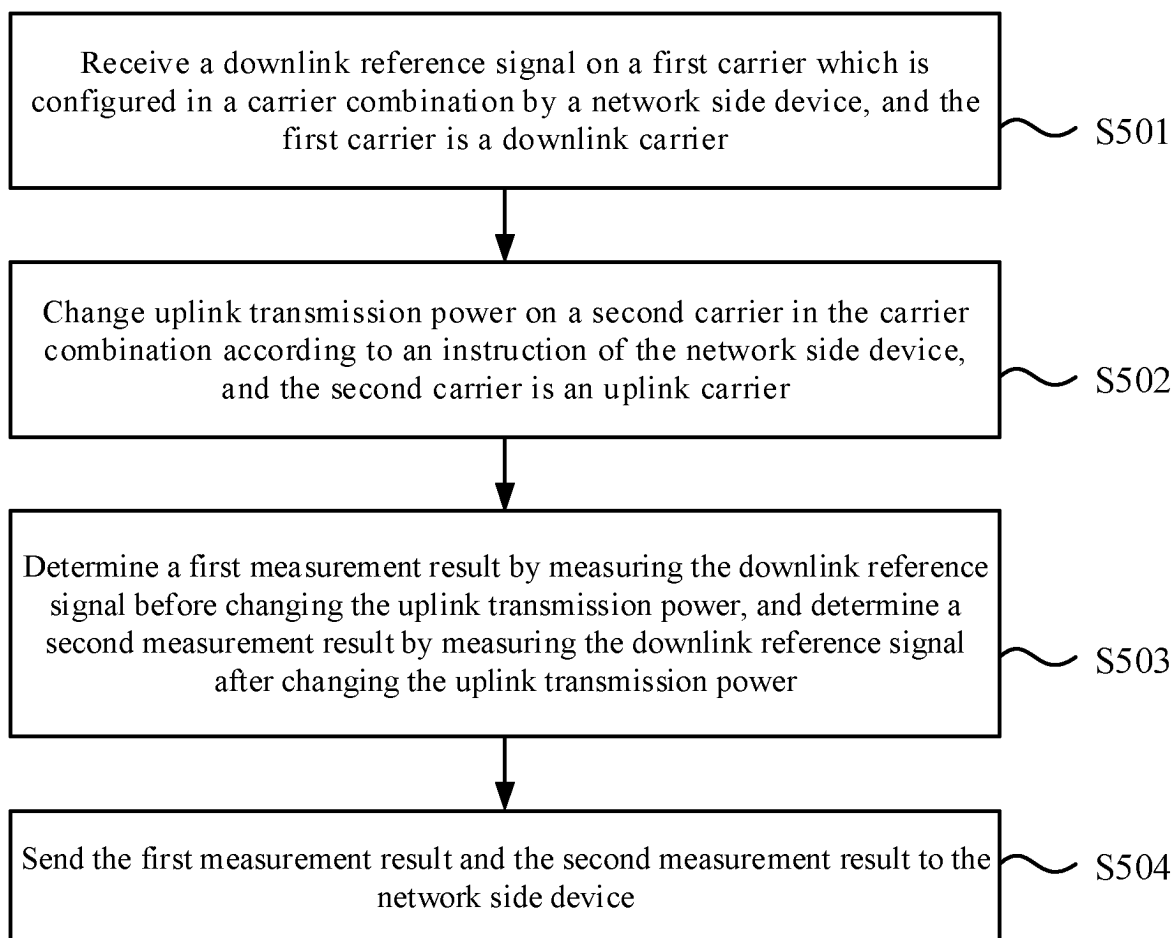 Receive a downlink reference signal on a first carrier which is
configured in a carrier combination by a network side device, and the
first carrier is a downlink carrier
S501
Change uplink transmission power on a second carrier in the carrier
combination according to an instruction of the network side device,
and the second carrier is an uplink carrier
S502
Determine a first measurement result by measuring the downlink reference
signal before changing the uplink transmission power, and determine a
second measurement result by measuring the downlink reference signal
after changing the uplink transmission power
S503
Send the first measurement result and the second measurement result to the
network side device
S504